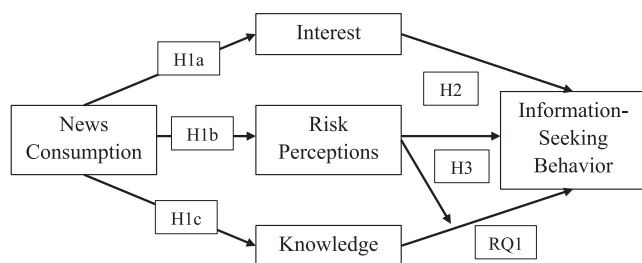 Interest
H1a
H2
News
Consumption
H1b
Risk
Perceptions
Information-
Seeking
Behavior
H3
H1c
Knowledge
RQ1